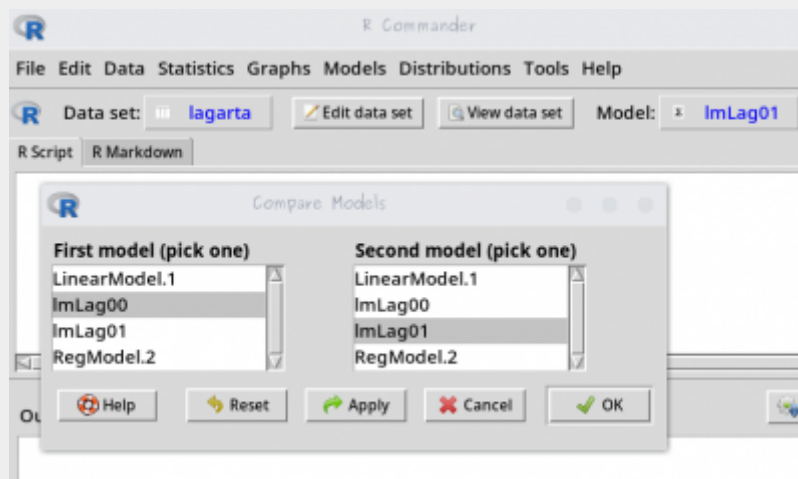 R Commander
File Edit Data Statistics Graphs Models Distributions Tools Help
R Data set: lagarta Edit data set View data set Model: Σ lmLag01
R Script R Markdown
R Compare Models
First model (pick one) Second model (pick one)
LinearModel.1 LinearModel.1
lmLag00 lmLag00
lmLag01 lmLag01
RegModel.2 RegModel.2
Help Reset Apply Cancel OK
Ou